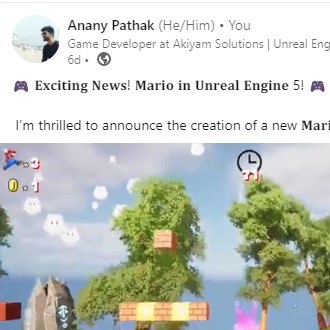 Anany Pathak (He/Him) • You
Game Developer at Akiyam Solutions | Unreal Eng
6d •
🎮 Exciting News! Mario in Unreal Engine 5! 🎮
I'm thrilled to announce the creation of a new Mari
×3
×1
71